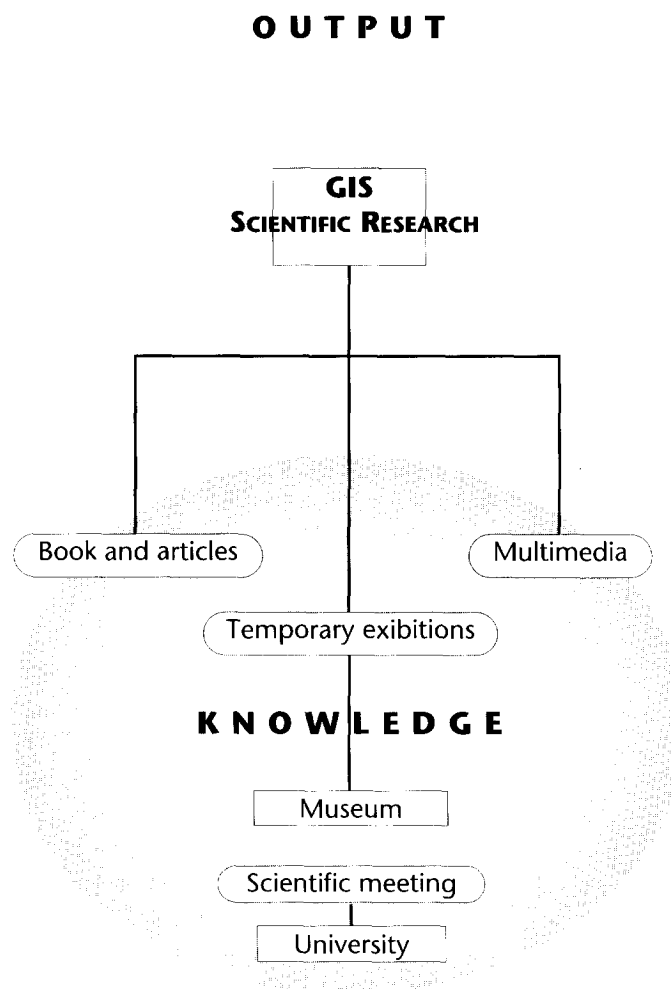 OUTPUT
GIS
SCIENTIFIC RESEARCH
Book and articles
Multimedia
Temporary exibitions
KNOWLEDGE
Museum
Scientific meeting
University